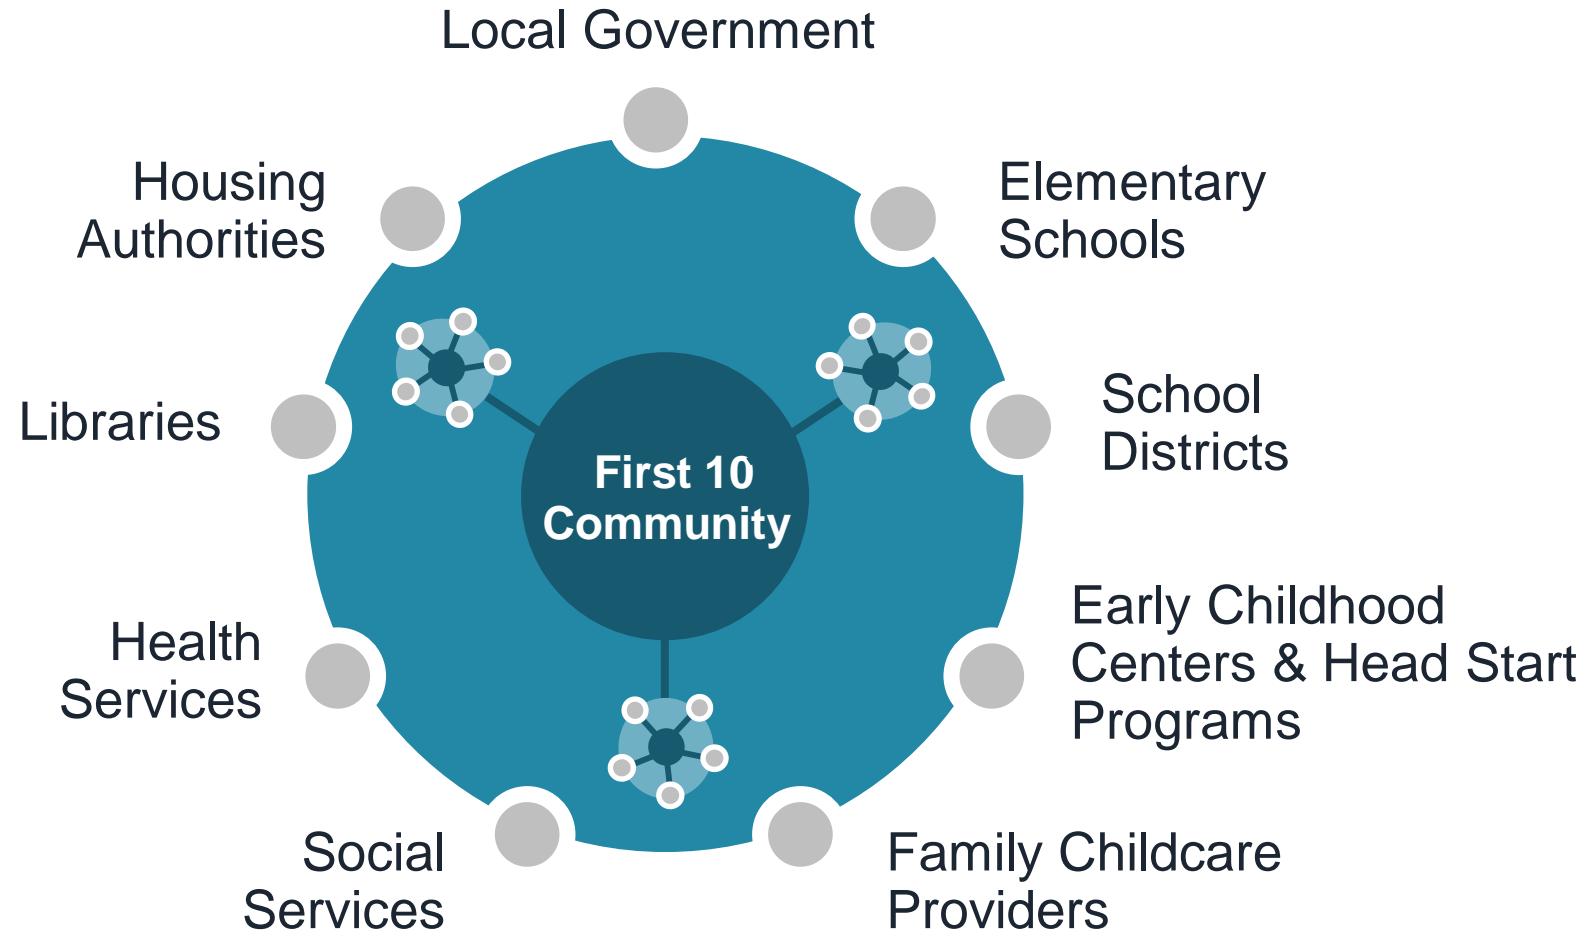 Local Government
Housing
Authorities
Elementary
Schools
Libraries
School
Districts
First 10
Community
Health
Services
Early Childhood
Centers & Head Start
Programs
Social
Services
Family Childcare
Providers